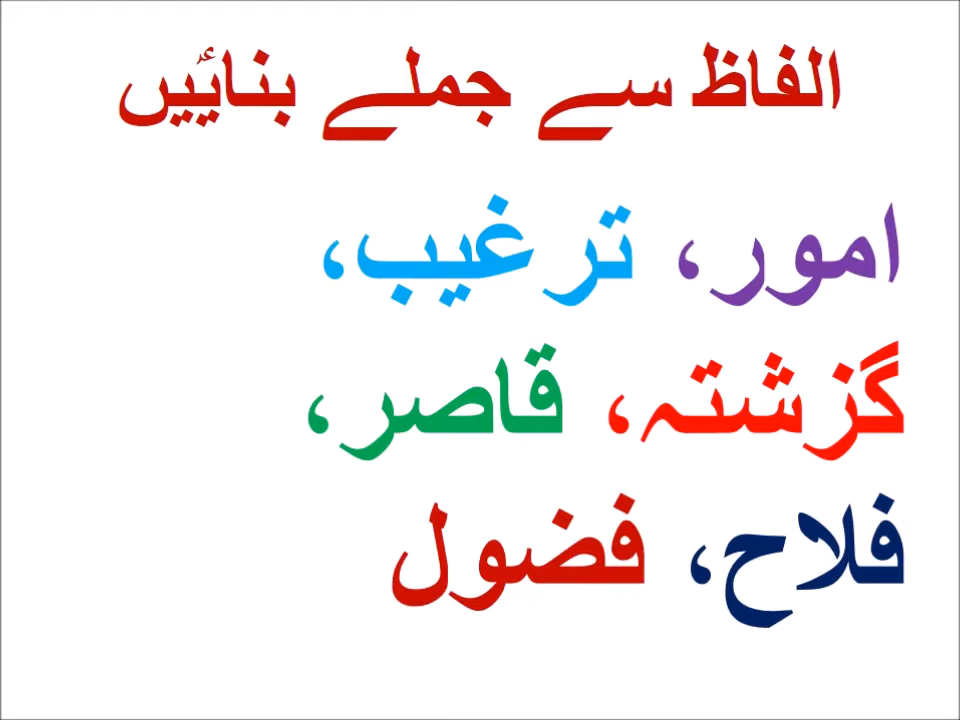 الفاظ سے جملے بنائیں
امور، ترغیب،
گزشتہ، قاصر،
فلاح، فضول